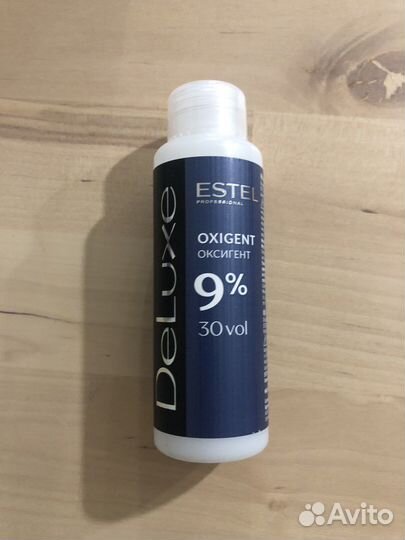 DeLuxe
ESTEL
PROFESSIONAL
OXIGENT
ОКСИГЕНТ
9%
30 vol
Avito